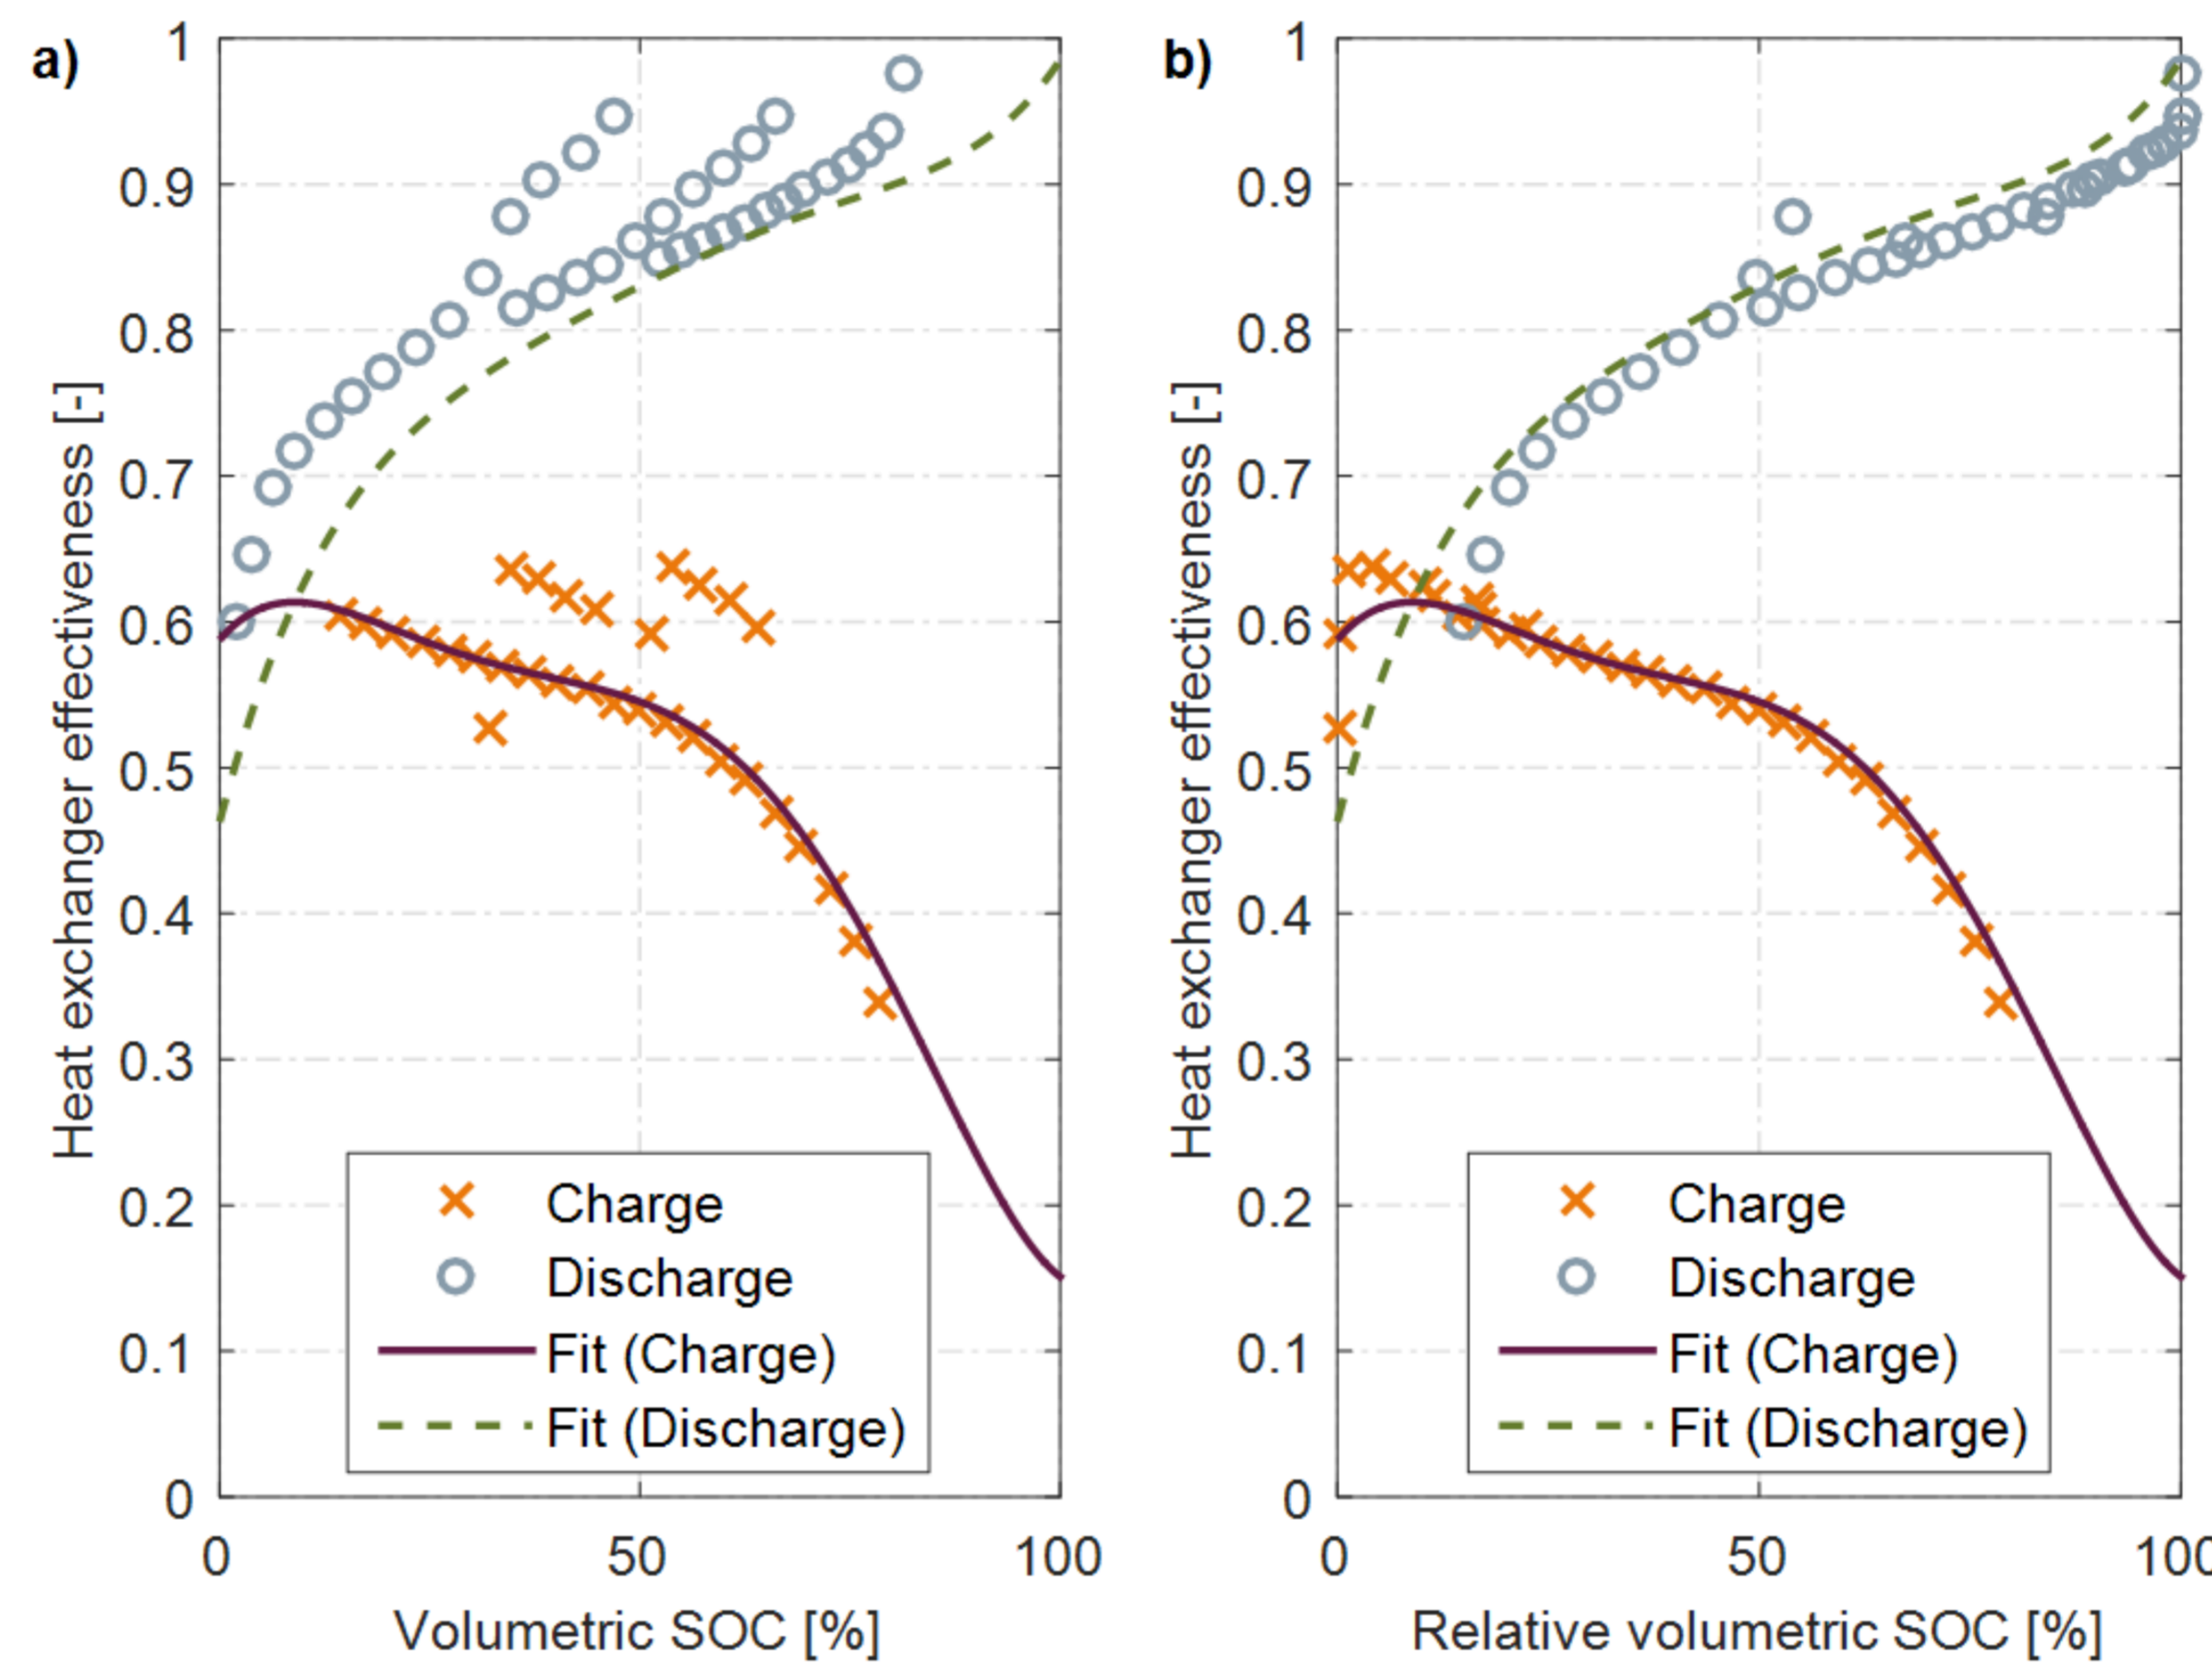 a)
Heat exchanger effectiveness [-]
1
0.9
0.8
0.7
0.6
0.5
0.4
0.3
0.2
0.1
0
0 50 100
Volumetric SOC [%]
Charge
Discharge
Fit (Charge)
Fit (Discharge)
b)
Heat exchanger effectiveness [-]
1
0.9
0.8
0.7
0.6
0.5
0.4
0.3
0.2
0.1
0
0 50 100
Relative volumetric SOC [%]
Charge
Discharge
Fit (Charge)
Fit (Discharge)